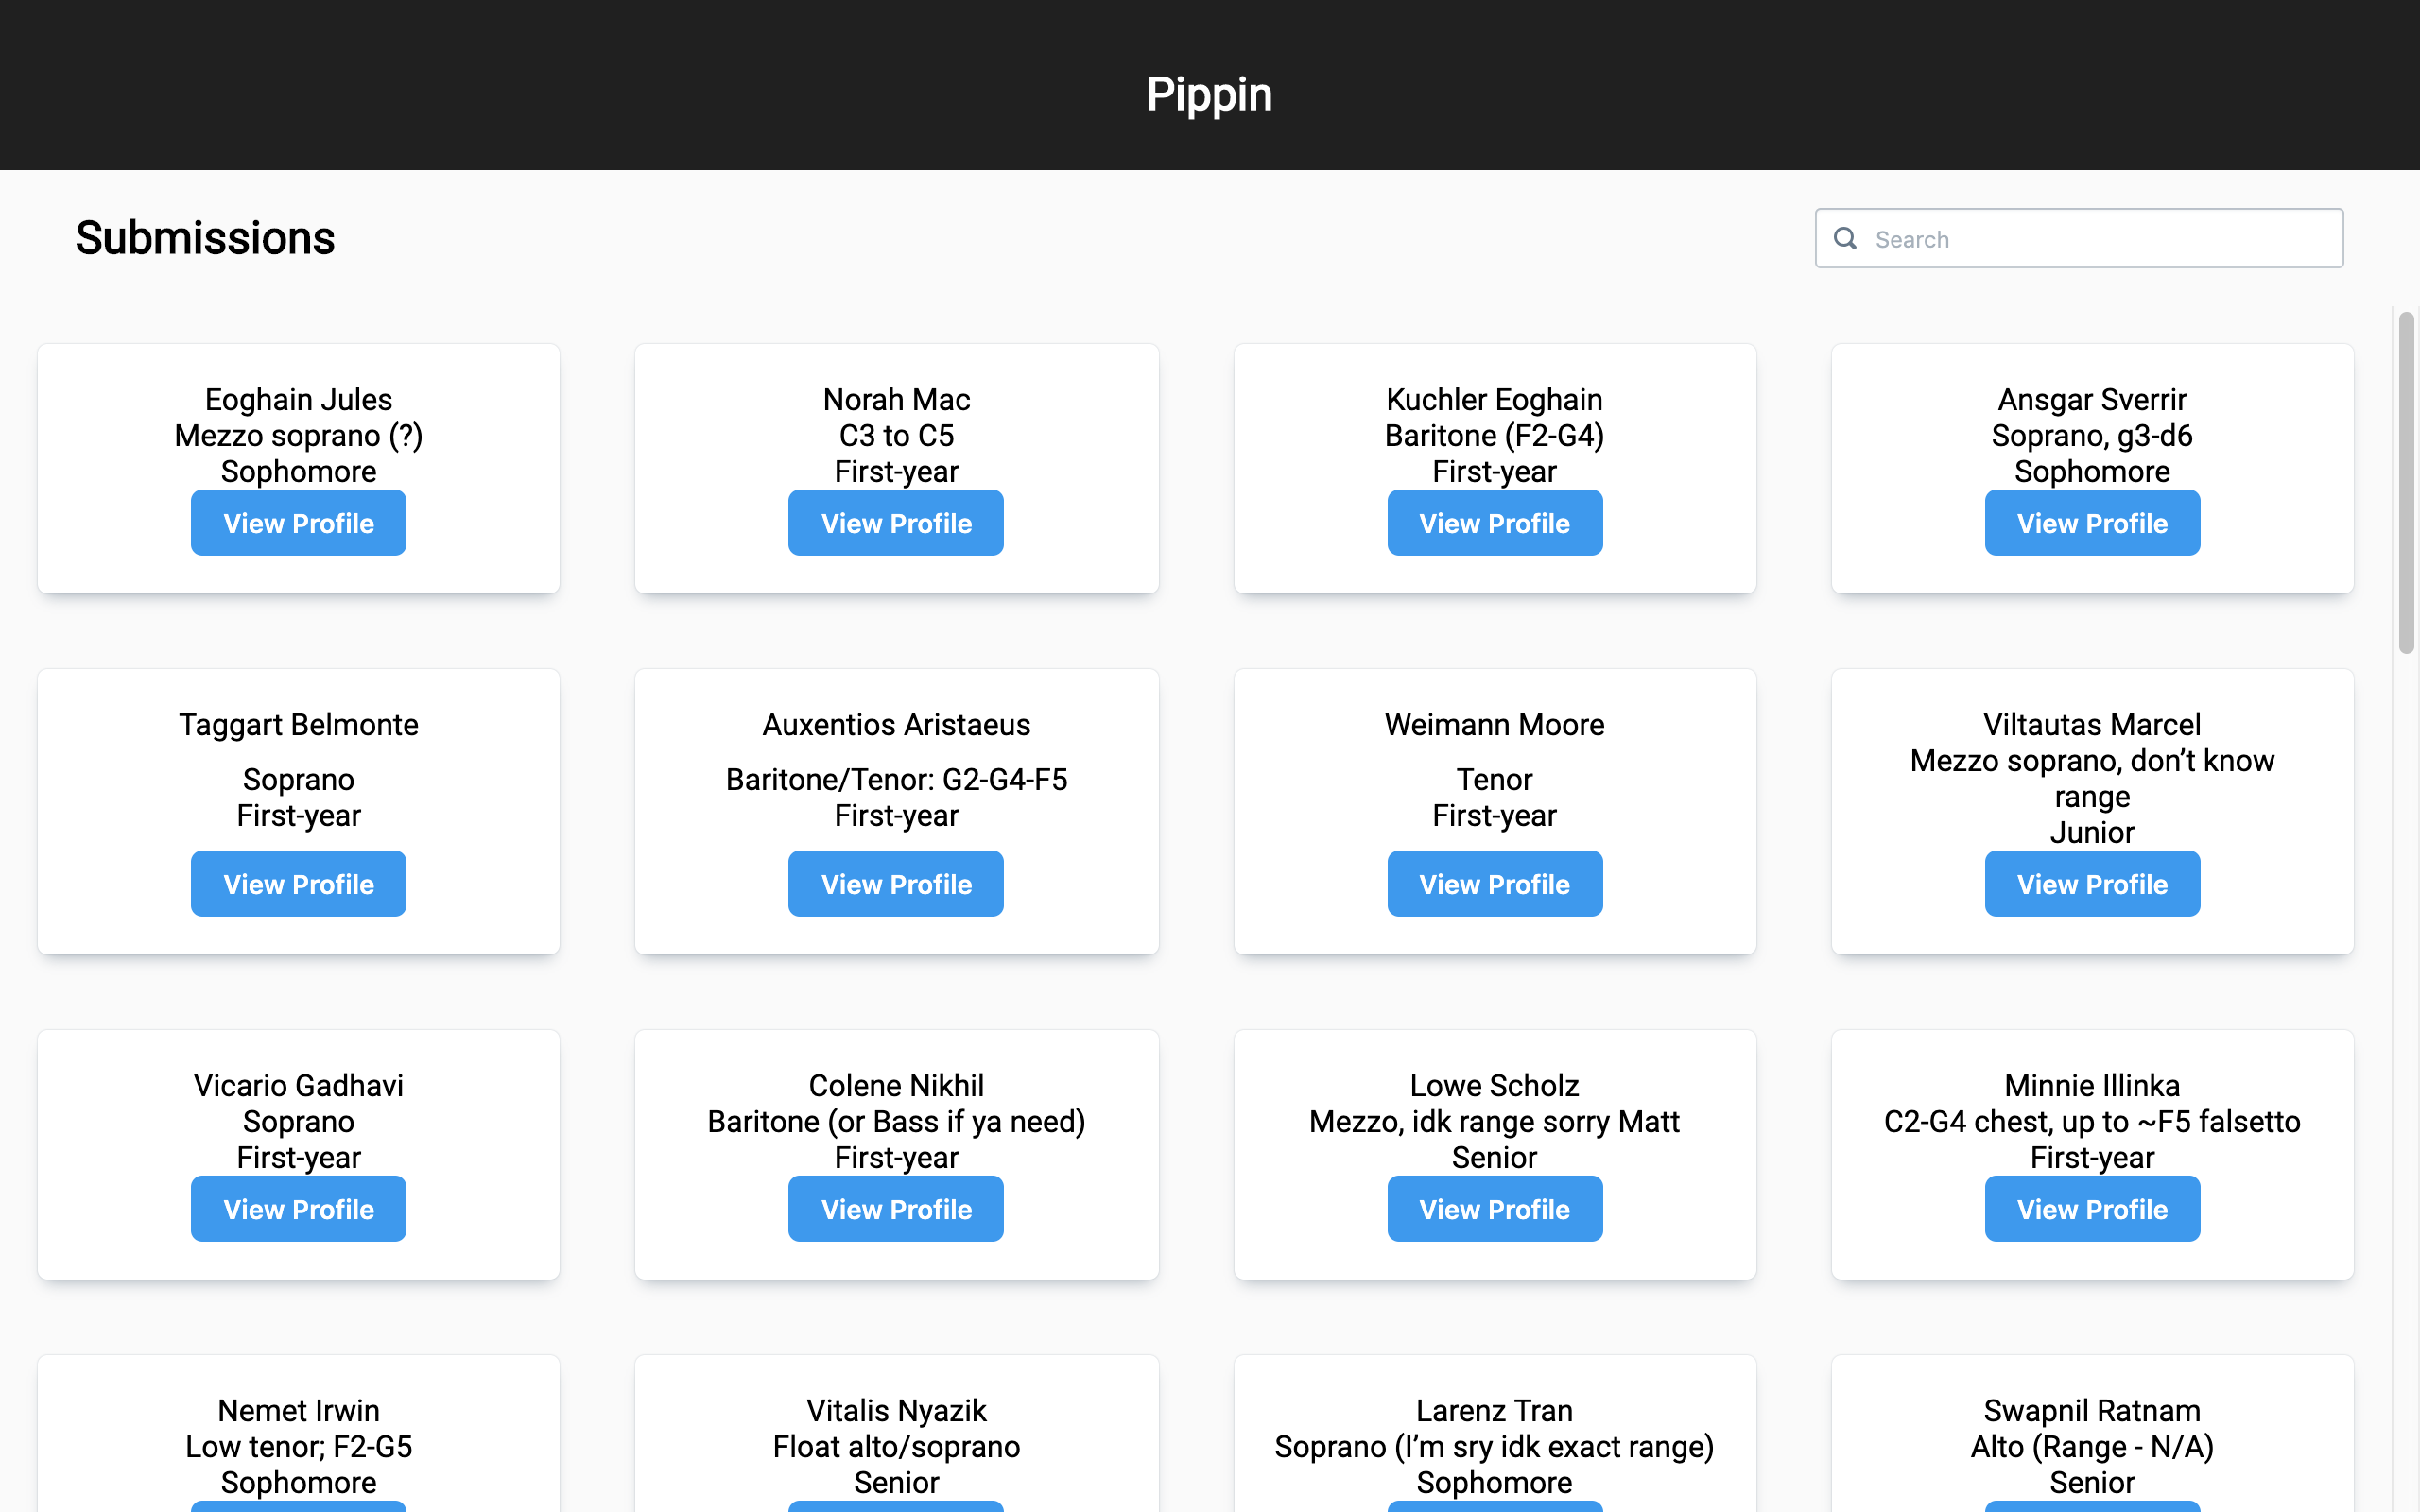 Pippin
Submissions
Search
Eoghain Jules
Mezzo soprano (?)
Sophomore
View Profile
Norah Mac
C3 to C5
First-year
View Profile
Kuchler Eoghain
Baritone (F2-G4)
First-year
View Profile
Ansgar Sverrir
Soprano, g3-d6
Sophomore
View Profile
Taggart Belmonte
Soprano
First-year
View Profile
Auxentios Aristaeus
Baritone/Tenor: G2-G4-F5
First-year
View Profile
Weimann Moore
Tenor
First-year
View Profile
Viltautas Marcel
Mezzo soprano, don’t know
range
Junior
View Profile
Vicario Gadhavi
Soprano
First-year
View Profile
Colene Nikhil
Baritone (or Bass if ya need)
First-year
View Profile
Lowe Scholz
Mezzo, idk range sorry Matt
Senior
View Profile
Minnie Illinka
C2-G4 chest, up to ~F5 falsetto
First-year
View Profile
Nemet Irwin
Low tenor; F2-G5
Sophomore
Vitalis Nyazik
Float alto/soprano
Senior
Larenz Tran
Soprano (I’m sry idk exact range)
Sophomore
Swapnil Ratnam
Alto (Range - N/A)
Senior